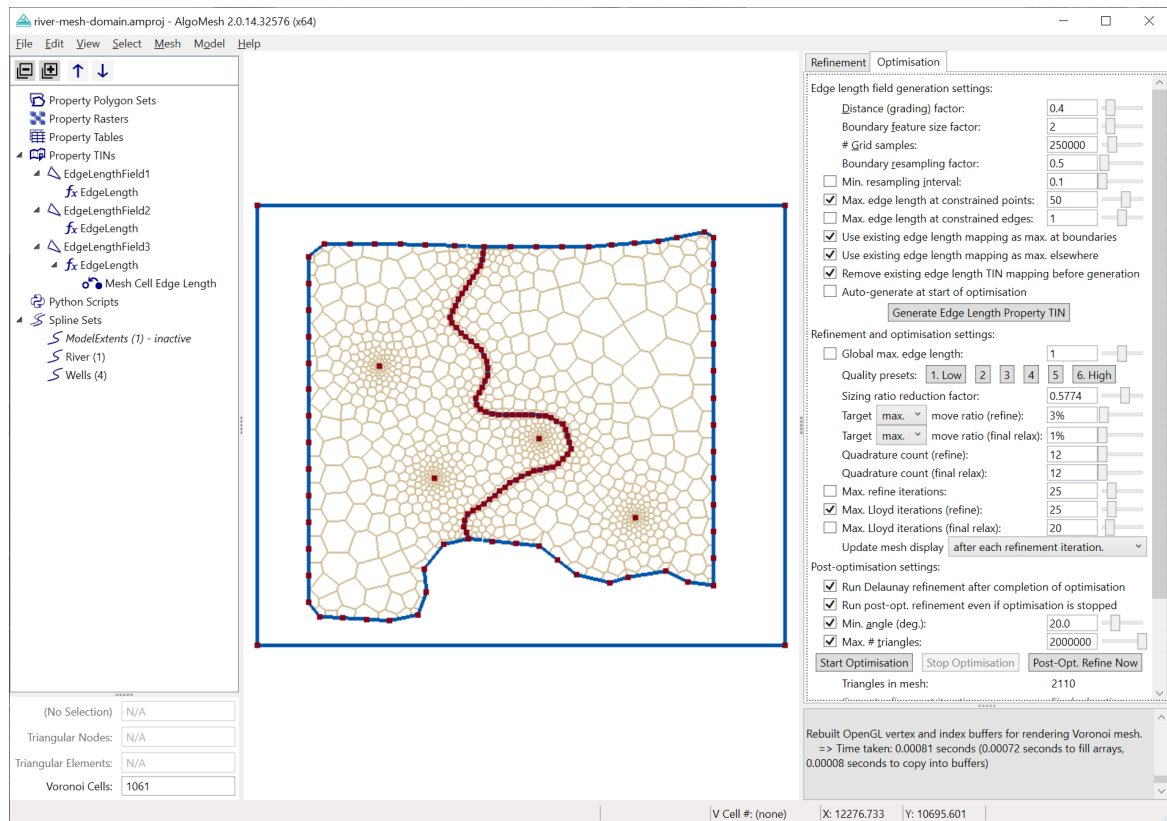 river-mesh-domain.amproj - AlgoMesh 2.0.14.32576 (x64)
File Edit View Select Mesh Model Help
Property Polygon Sets
Property Rasters
Property Tables
Property TINs
EdgeLengthField1
fx EdgeLength
EdgeLengthField2
fx EdgeLength
EdgeLengthField3
fx EdgeLength
Mesh Cell Edge Length
Python Scripts
Spline Sets
ModelExtents (1) - inactive
River (1)
Wells (4)
(No Selection) N/A
Triangular Nodes: N/A
Triangular Elements: N/A
Voronoi Cells: 1061
Refinement Optimisation
Edge length field generation settings:
Distance (grading) factor: 0.4
Boundary feature size factor: 2
# Grid samples: 250000
Boundary resampling factor: 0.5
Min. resampling interval: 0.1
Max. edge length at constrained points: 50
Max. edge length at constrained edges: 1
Use existing edge length mapping as max. at boundaries
Use existing edge length mapping as max. elsewhere
Remove existing edge length TIN mapping before generation
Auto-generate at start of optimisation
Generate Edge Length Property TIN
Refinement and optimisation settings:
Global max. edge length: 1
Quality presets: 1. Low 2 3 4 5 6. High
Sizing ratio reduction factor: 0.5774
Target max. move ratio (refine): 3%
Target max. move ratio (final relax): 1%
Quadrature count (refine): 12
Quadrature count (final relax): 12
Max. refine iterations: 25
Max. Lloyd iterations (refine): 25
Max. Lloyd iterations (final relax): 20
Update mesh display after each refinement iteration.
Post-optimisation settings:
Run Delaunay refinement after completion of optimisation
Run post-opt. refinement even if optimisation is stopped
Min. angle (deg.): 20.0
Max. # triangles: 2000000
Start Optimisation Stop Optimisation Post-Opt. Refine Now
Triangles in mesh: 2110
Rebuilt OpenGL vertex and index buffers for rendering Voronoi mesh.
=> Time taken: 0.00081 seconds (0.00072 seconds to fill arrays,
0.00008 seconds to copy into buffers)
V Cell #: (none) X: 12276.733 Y: 10695.601